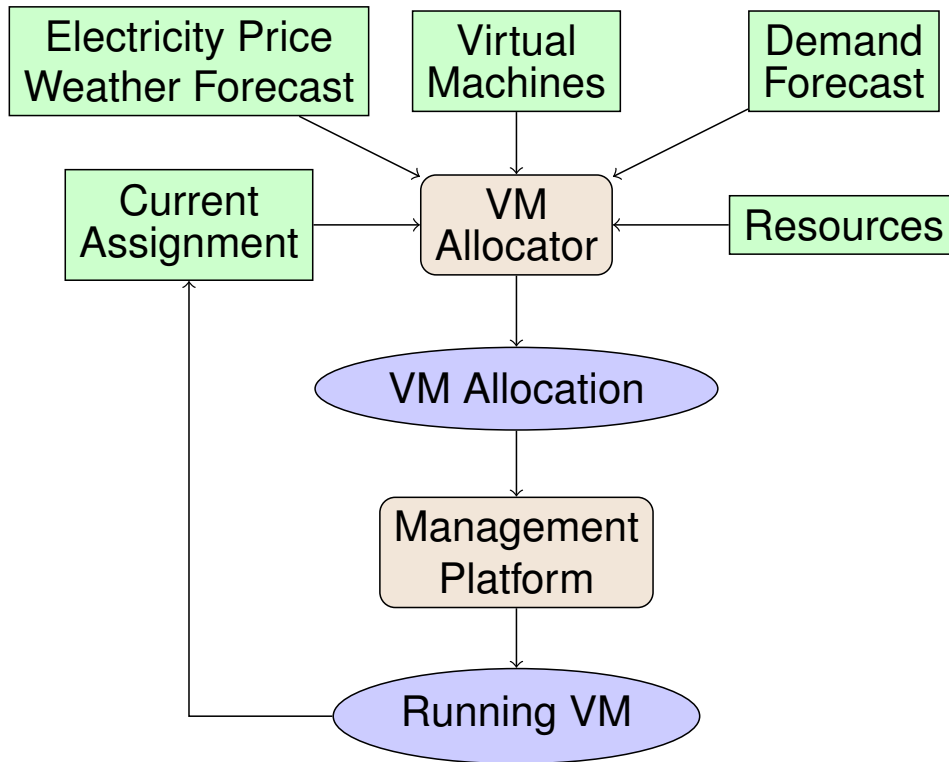 Electricity Price
Weather Forecast
Virtual
Machines
Demand
Forecast
Current
Assignment
VM
Allocator
Resources
VM Allocation
Management
Platform
Running VM